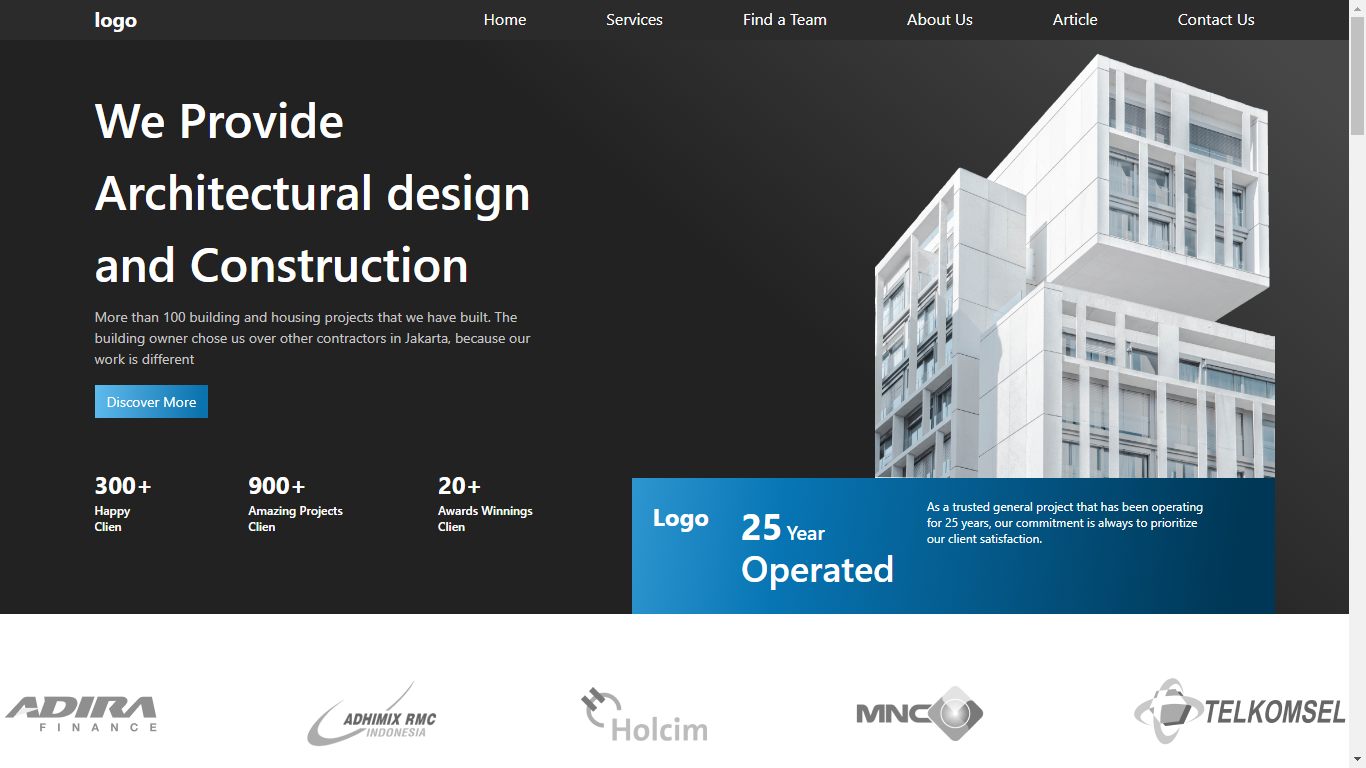 logo
Home
Services
Find a Team
About Us
Article
Contact Us
We Provide
Architectural design
and Construction
More than 100 building and housing projects that we have built. The
building owner chose us over other contractors in Jakarta, because our
work is different
Discover More
300+
Happy
Clien
900+
Amazing Projects
Clien
20+
Awards Winnings
Clien
Logo
25 Year
Operated
As a trusted general project that has been operating
for 25 years, our commitment is always to prioritize
our client satisfaction.
ADIRA
FINANCE
ADHIMIX RMC
INDONESIA
Holcim
MNC
TELKOMSEL